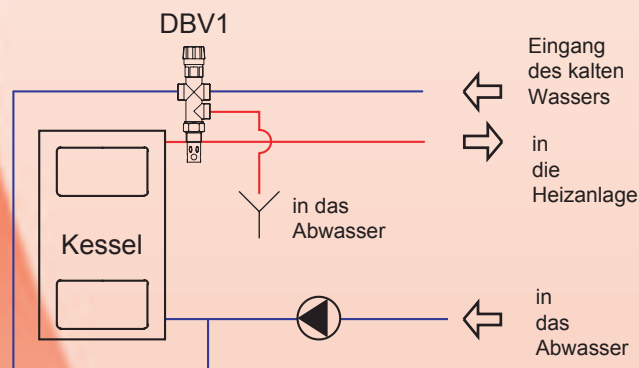 DBV1
Eingang
des kalten
Wassers
in
die
Heizanlage
in das
Abwasser
Kessel
in
das
Abwasser